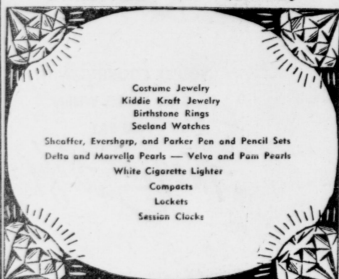 Costume Jewelry
Kiddie Kraft Jewelry
Birthstone Rings
Seeland Watches
Sheaffer, Eversharp, and Parker Pen and Pencil Sets
Delta and Marvella Pearls — Velva and Pam Pearls
White Cigarette Lighter
Compacts
Lockets
Session Clocks